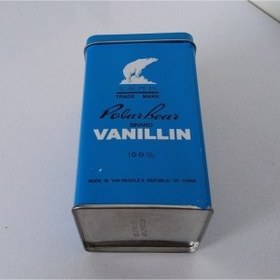 TRADE MARK
Polar bear
BRAND
VANILLIN
100%
MADE IN THE PEOPLE'S REPUBLIC OF CHINA